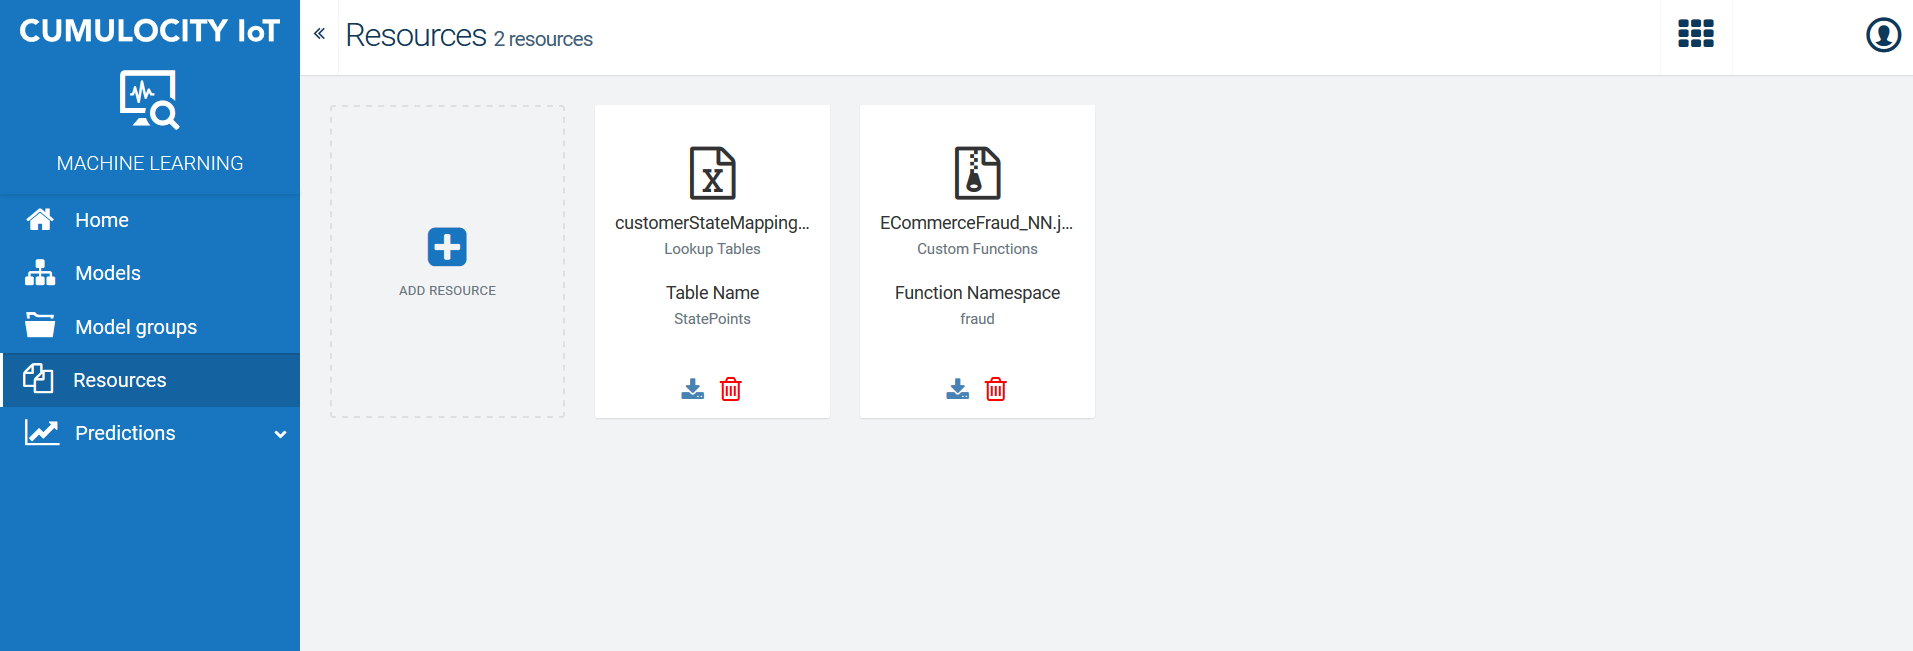 CUMULOCITY IoT
MACHINE LEARNING
Home
Models
Model groups
Resources
Predictions
Resources 2 resources
ADD RESOURCE
customerStateMapping...
Lookup Tables
Table Name
StatePoints
ECommerceFraud_NN.j...
Custom Functions
Function Namespace
fraud